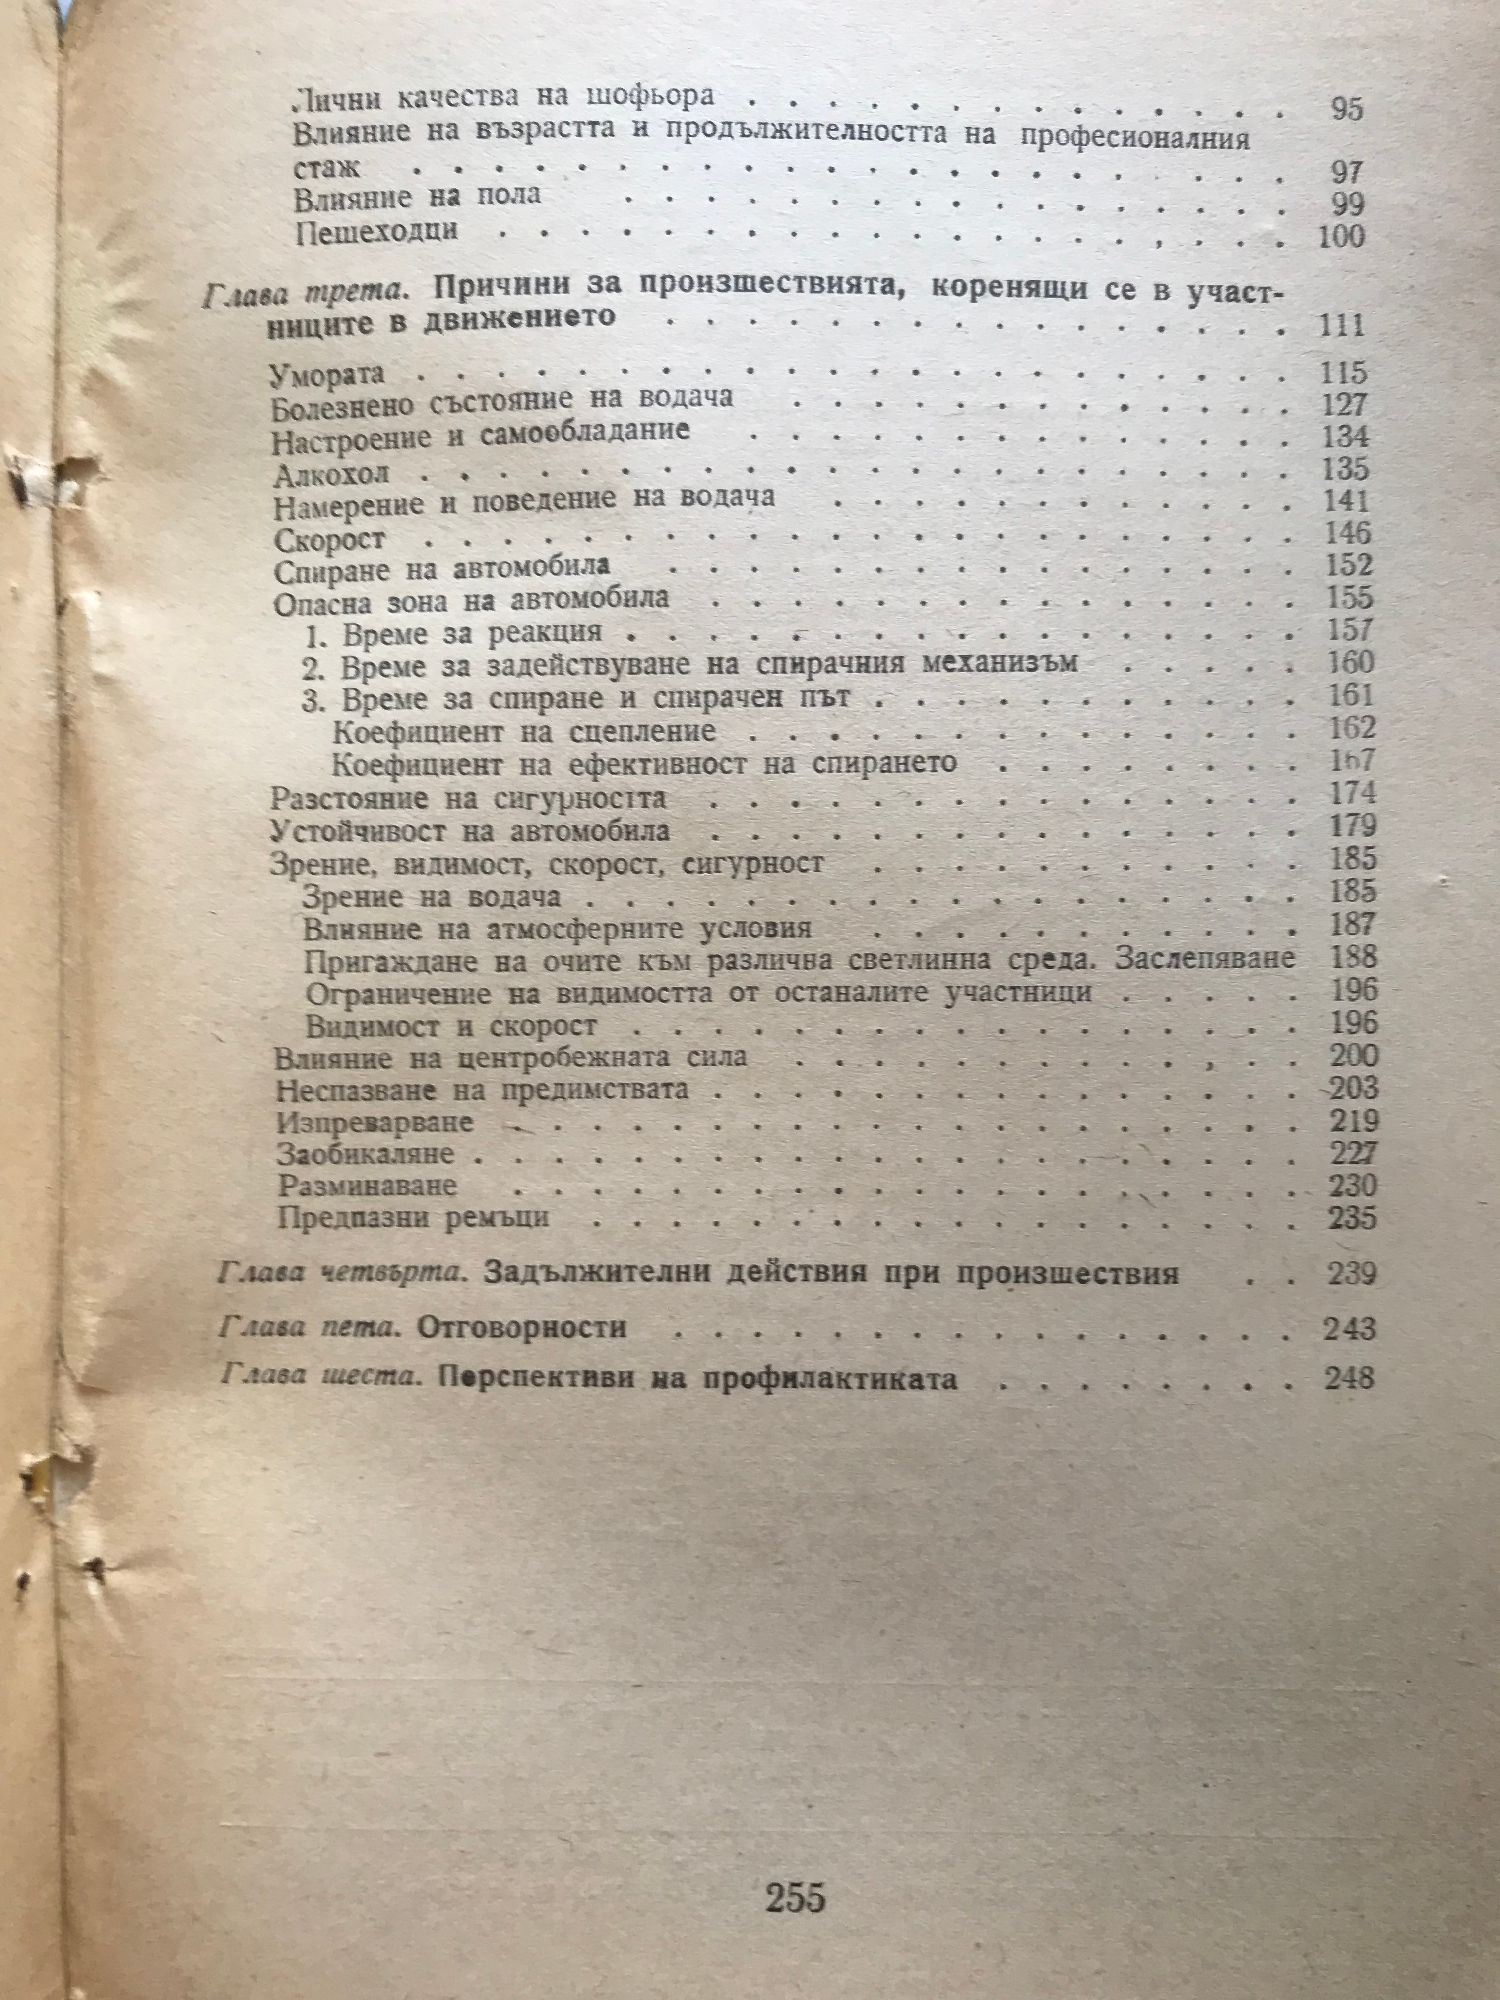 Лични качества на шофьора . . . . . . . . . . . . . . 95
Влияние на възрастта и продължителността на професионалния
стаж . . . . . . . . . . . . . . . . . . . . . 97
Влияние на пола . . . . . . . . . . . . . . . . . 99
Пешеходци . . . . . . . . . . . . . . . . . . . . 100
Глава трета. Причини за произшествията, коренящи се в участ-
ниците в движението . . . . . . . . . . . . . . . . 111
Умората . . . . . . . . . . . . . . . . . . . . . . 115
Болезнено състояние на водача . . . . . . . . . . . . . 127
Настроение и самообладание . . . . . . . . . . . . . . 134
Алкохол . . . . . . . . . . . . . . . . . . . . . . 135
Намерение и поведение на водача . . . . . . . . . . . . 141
Скорост . . . . . . . . . . . . . . . . . . . . . . 146
Спиране на автомобила . . . . . . . . . . . . . . . . 152
Опасна зона на автомобила . . . . . . . . . . . . . . . 155
1. Време за реакция . . . . . . . . . . . . . . . . . 157
2. Време за задействуване на спирачния механизъм . . . . . 160
3. Време за спиране и спирачен път . . . . . . . . . . . 161
Коефициент на сцепление . . . . . . . . . . . . . . 162
Коефициент на ефективност на спирането . . . . . . . . 167
Разстояние на сигурността . . . . . . . . . . . . . . . 174
Устойчивост на автомобила . . . . . . . . . . . . . . . 179
Зрение, видимост, скорост, сигурност . . . . . . . . . . . 185
Зрение на водача . . . . . . . . . . . . . . . . . . 185
Влияние на атмосферните условия . . . . . . . . . . . 187
Пригаждане на очите към различна светлинна среда. Заслепяване 188
Ограничение на видимостта от останалите участници . . . . . 196
Видимост и скорост . . . . . . . . . . . . . . . . . 196
Влияние на центробежната сила . . . . . . . . . . . . . 200
Неспазване на предимствата . . . . . . . . . . . . . . . 203
Изпреварване . . . . . . . . . . . . . . . . . . . . 219
Заобикаляне . . . . . . . . . . . . . . . . . . . . . 227
Разминаване . . . . . . . . . . . . . . . . . . . . 230
Предпазни ремъци . . . . . . . . . . . . . . . . . . 235
Глава четвърта. Задължителни действия при произшествия . . 239
Глава пета. Отговорности . . . . . . . . . . . . . . . . 243
Глава шеста. Перспективи на профилактиката . . . . . . . . 248
255